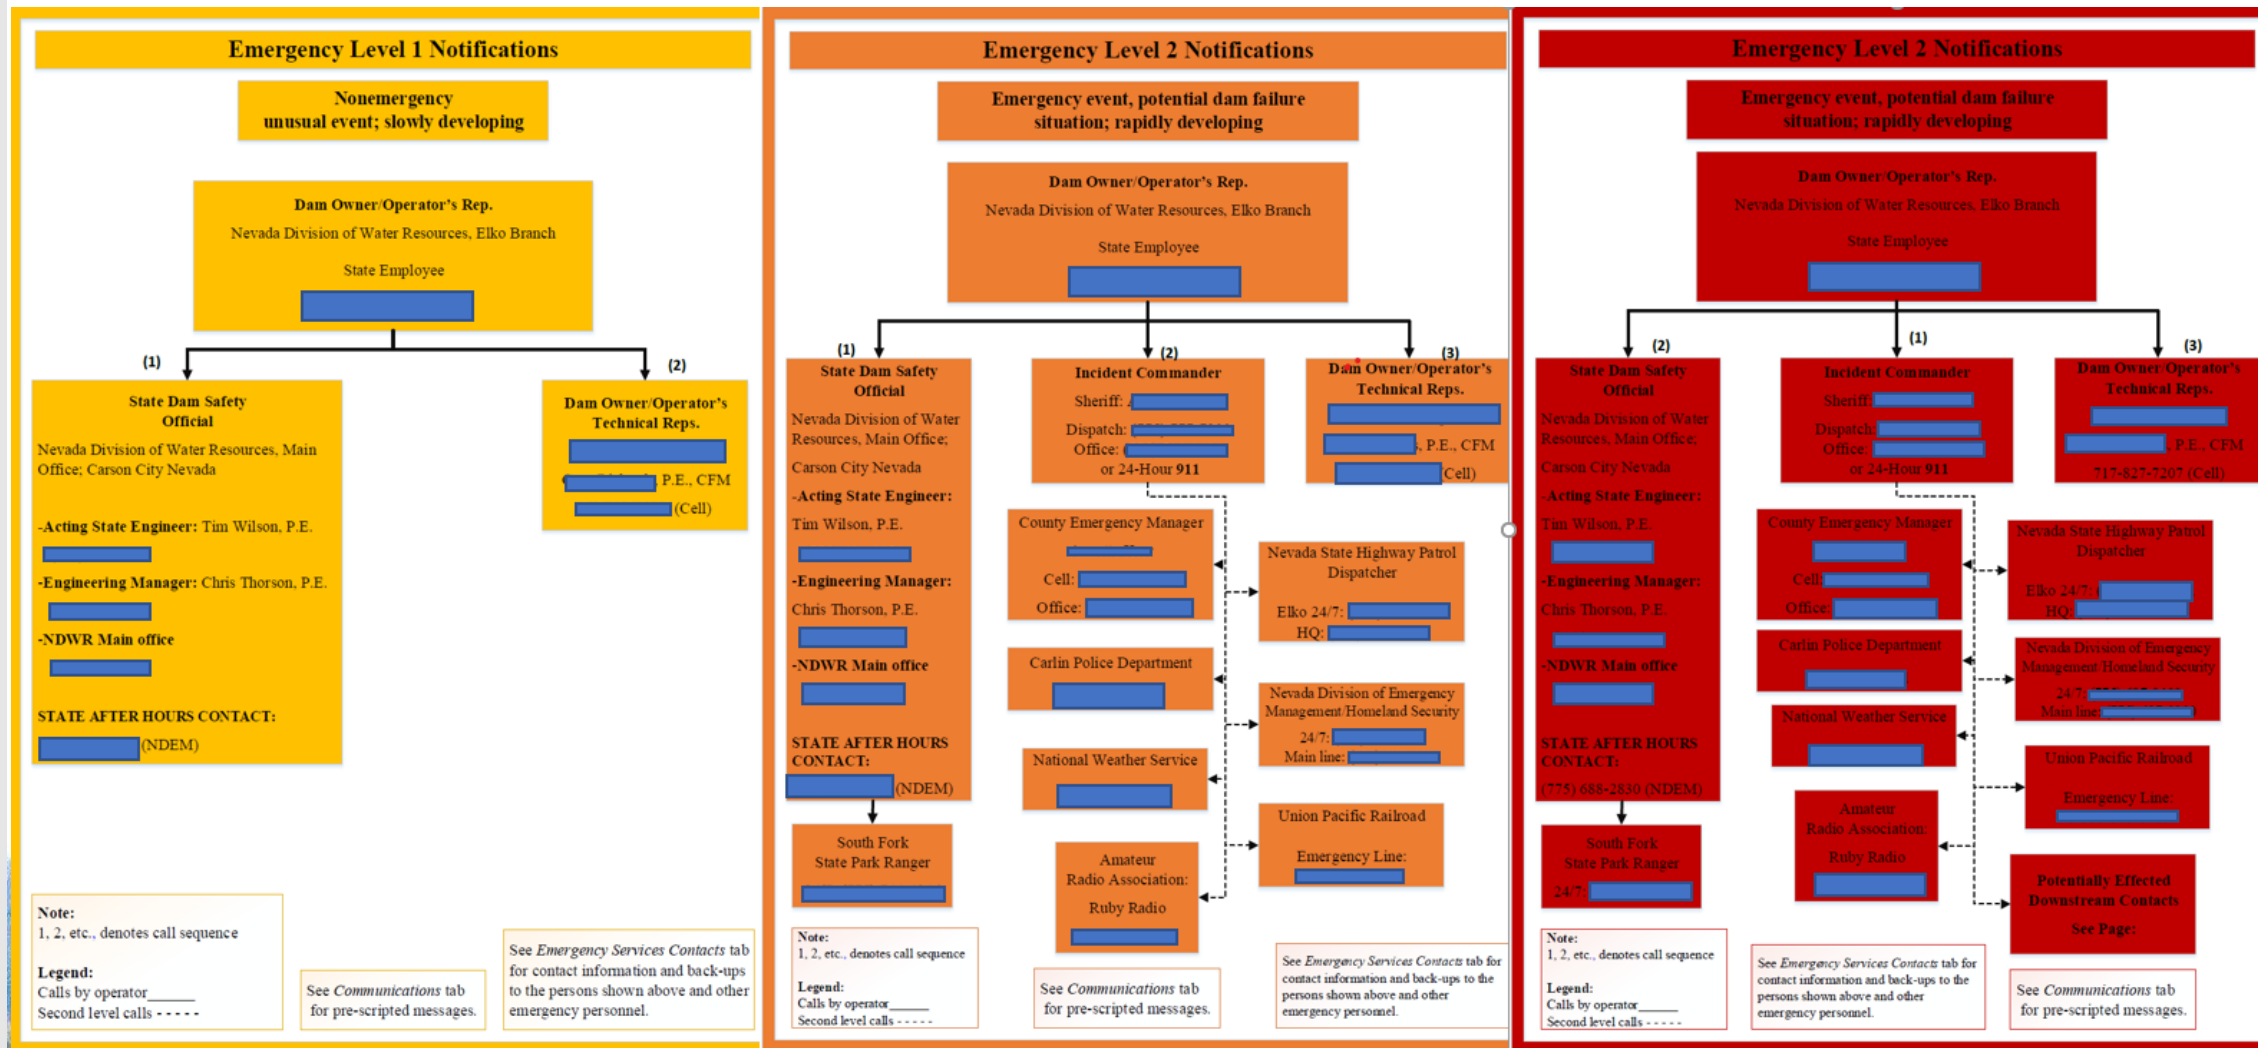 Emergency Level 1 Notifications
Nonemergency
unusual event; slowly developing
Dam Owner/Operator's Rep.
Nevada Division of Water Resources, Elko Branch
State Employee
(1)
(2)
State Dam Safety
Official
Nevada Division of Water Resources, Main
Office; Carson City Nevada
-Acting State Engineer: Tim Wilson, P.E.
-Engineering Manager: Chris Thorson, P.E.
-NDWR Main office
STATE AFTER HOURS CONTACT:
(NDEM)
Dam Owner/Operator's
Technical Reps.
, P.E., CFM
(Cell)
Note:
1, 2, etc., denotes call sequence
Legend:
Calls by operator______
Second level calls - - - - -
See Communications tab
for pre-scripted messages.
See Emergency Services Contacts tab
for contact information and back-ups
to the persons shown above and other
emergency personnel.
Emergency Level 2 Notifications
Emergency event, potential dam failure
situation; rapidly developing
Dam Owner/Operator's Rep.
Nevada Division of Water Resources, Elko Branch
State Employee
(1)
(2)
(3)
State Dam Safety
Official
Nevada Division of Water
Resources, Main Office;
Carson City Nevada
-Acting State Engineer:
Tim Wilson, P.E.
-Engineering Manager:
Chris Thorson, P.E.
-NDWR Main office
STATE AFTER HOURS
CONTACT:
(NDEM)
South Fork
State Park Ranger
Incident Commander
Sheriff:
Dispatch:
Office:
or 24-Hour 911
Dam Owner/Operator's
Technical Reps.
, P.E., CFM
(Cell)
County Emergency Manager
Cell:
Office:
Nevada State Highway Patrol
Dispatcher
Elko 24/7:
HQ:
Carlin Police Department
Nevada Division of Emergency
Management/Homeland Security
24/7:
Main line:
National Weather Service
Union Pacific Railroad
Emergency Line:
Amateur
Radio Association:
Ruby Radio
Note:
1, 2, etc., denotes call sequence
Legend:
Calls by operator______
Second level calls - - - - -
See Communications tab
for pre-scripted messages.
See Emergency Services Contacts tab for
contact information and back-ups to the
persons shown above and other
emergency personnel.
Emergency Level 2 Notifications
Emergency event, potential dam failure
situation; rapidly developing
Dam Owner/Operator's Rep.
Nevada Division of Water Resources, Elko Branch
State Employee
(2)
(1)
(3)
State Dam Safety
Official
Nevada Division of Water
Resources, Main Office;
Carson City Nevada
-Acting State Engineer:
Tim Wilson, P.E.
-Engineering Manager:
Chris Thorson, P.E.
-NDWR Main office
STATE AFTER HOURS
CONTACT:
(775) 688-2830 (NDEM)
South Fork
State Park Ranger
24/7:
Incident Commander
Sheriff:
Dispatch:
Office:
or 24-Hour 911
Dam Owner/Operator's
Technical Reps.
, P.E., CFM
717-827-7207 (Cell)
County Emergency Manager
Cell:
Office:
Nevada State Highway Patrol
Dispatcher
Elko 24/7:
HQ:
Carlin Police Department
Nevada Division of Emergency
Management/Homeland Security
24/7:
Main line:
National Weather Service
Union Pacific Railroad
Emergency Line:
Amateur
Radio Association:
Ruby Radio
Potentially Effected
Downstream Contacts
See Page:
Note:
1, 2, etc., denotes call sequence
Legend:
Calls by operator______
Second level calls - - - - -
See Emergency Services Contacts tab for
contact information and back-ups to the
persons shown above and other
emergency personnel.
See Communications tab
for pre-scripted messages.